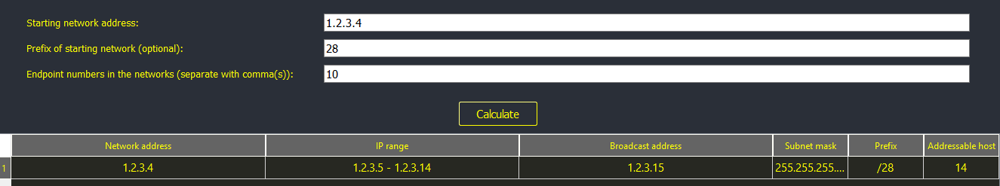 Starting network address: 1.2.3.4
Prefix of starting network (optional): 28
Endpoint numbers in the networks (separate with comma(s)): 10
Calculate
Network address IP range Broadcast address Subnet mask Prefix Addressable host
1 1.2.3.4 1.2.3.5 - 1.2.3.14 1.2.3.15 255.255.255.... /28 14